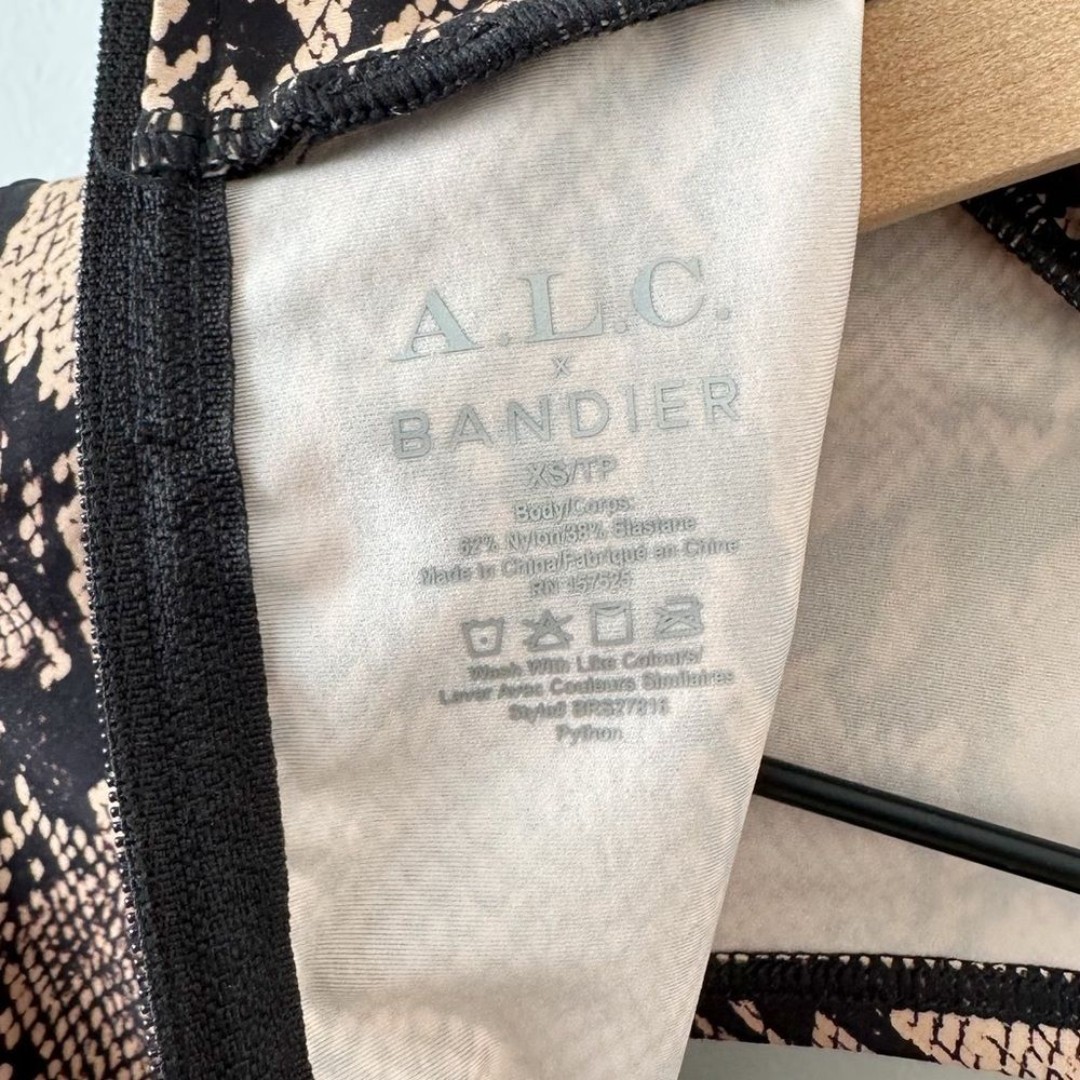 A.L.C.
x
BANDIER
XS/TP
Body/Corps:
62% Nylon/38% Elastane
Made in China/Fabriqué en Chine
RN 157525
Wash With Like Colours/
Laver Avec Couleurs Similaires
Style#
Python